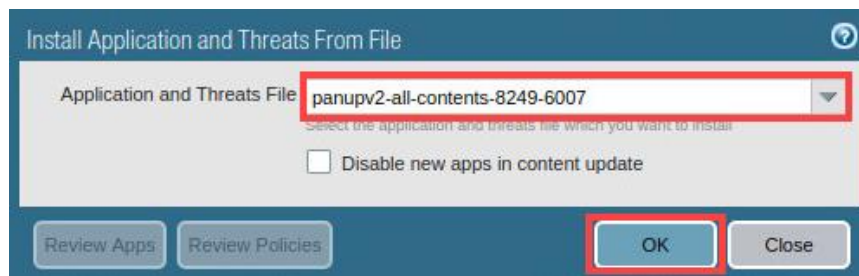 Install Application and Threats From File
Application and Threats File panupv2-all-contents-8249-6007
Select the application and threats file which you want to install
Disable new apps in content update
Review Apps Review Policies OK Close